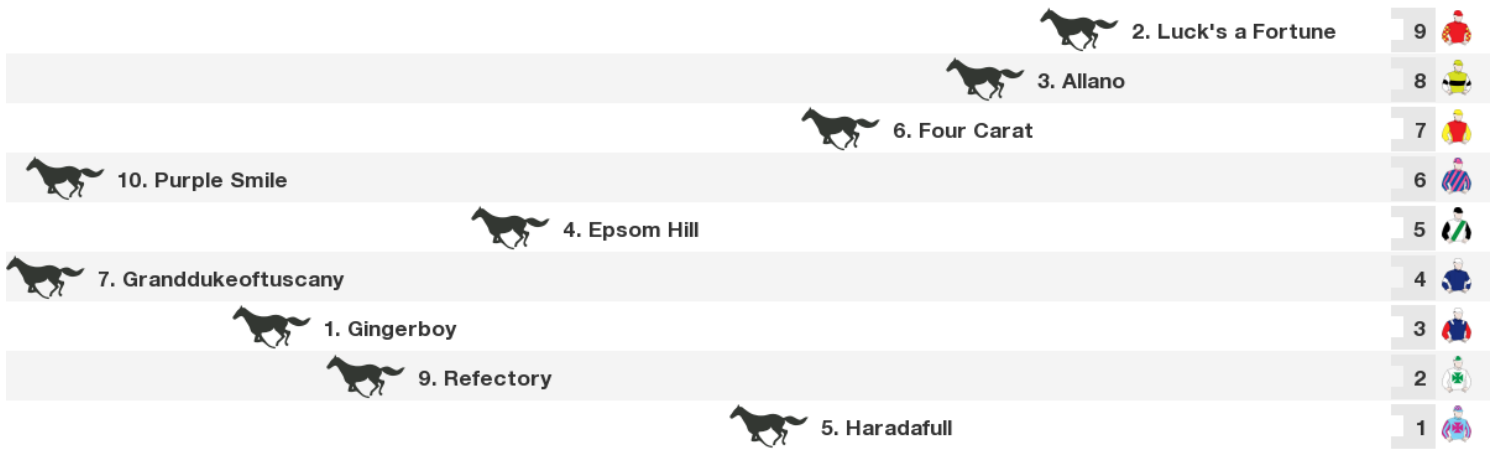 2. Luck's a Fortune 9
3. Allano 8
6. Four Carat 7
10. Purple Smile 6
4. Epsom Hill 5
7. Granddukeoftuscany 4
1. Gingerboy 3
9. Refectory 2
5. Haradafull 1